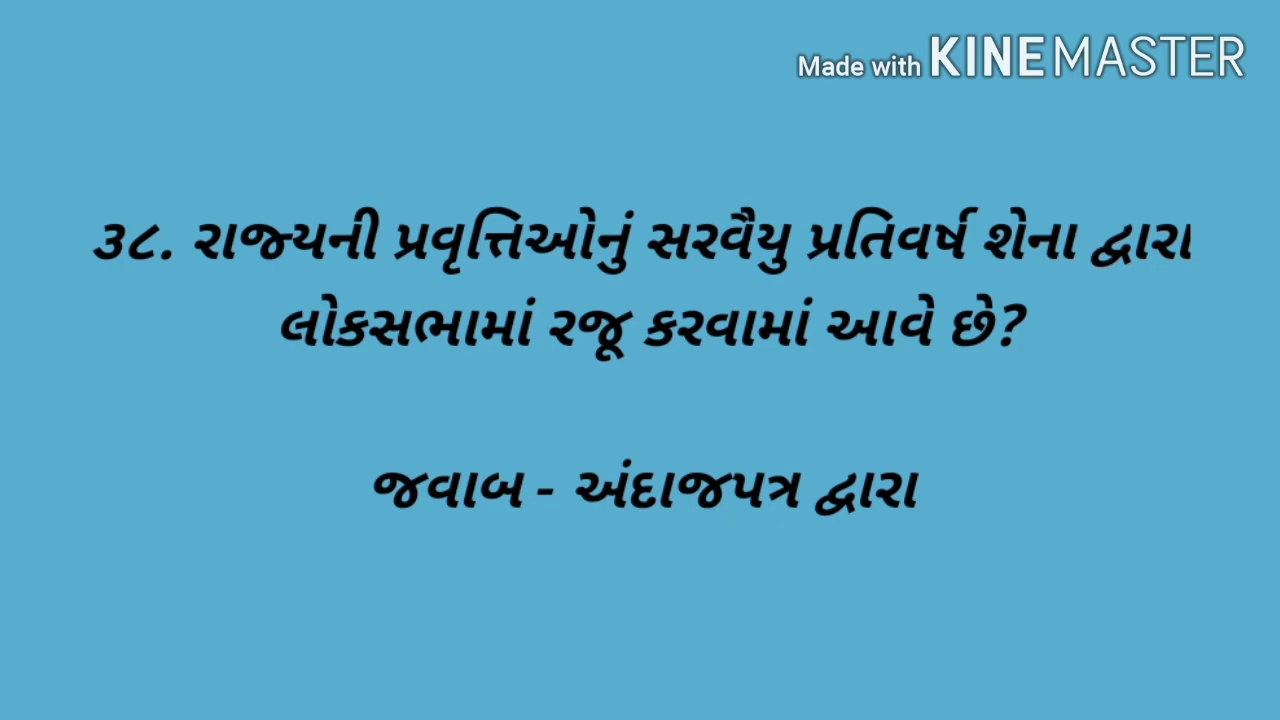 Made with KINEMASTER
૩૮. રાજ્યની પ્રવૃત્તિઓનું સરવૈયુ પ્રતિવર્ષ શેના દ્વારા
લોકસભામાં રજૂ કરવામાં આવે છે?
જવાબ - અંદાજપત્ર દ્વારા